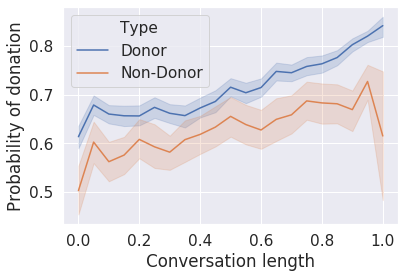 Type
Donor
Non-Donor
Probability of donation
0.8
0.7
0.6
0.5
0.0 0.2 0.4 0.6 0.8 1.0
Conversation length